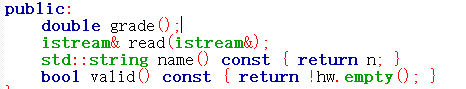 public:
double grade();
istream& read(istream&);
std::string name() const { return n; }
bool valid() const { return !hw.empty(); }